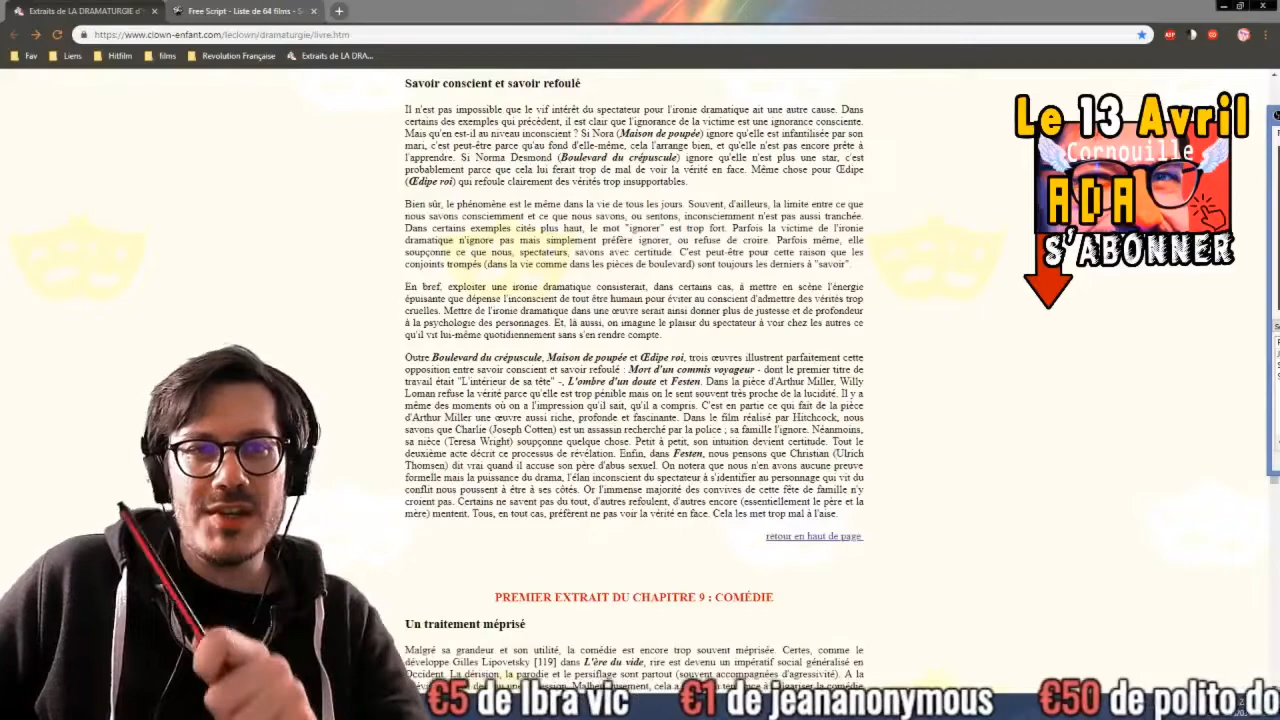 Extraits de LA DRAMATURGIE d'
Free Script - Liste de 64 films - S
https://www.clown-enfant.com/leclown/dramaturgie/livre.htm
Fav
Liens
Hitfilm
films
Revolution Française
Extraits de LA DRA...
Savoir conscient et savoir refoulé
Il n'est pas impossible que le vif intérêt du spectateur pour l'ironie dramatique ait une autre cause. Dans
certains des exemples qui précèdent, il est clair que l'ignorance de la victime est une ignorance consciente.
Mais qu'en est-il au niveau inconscient ? Si Nora (Maison de poupée) ignore qu'elle est infantilisée par son
mari, c'est peut-être parce qu'au fond d'elle-même, cela l'arrange bien, et qu'elle n'est pas encore prête à
l'apprendre. Si Norma Desmond (Boulevard du crépuscule) ignore qu'elle n'est plus une star, c'est
probablement parce que cela lui ferait trop de mal de voir la vérité en face. Même chose pour Œdipe
(Œdipe roi) qui refoule clairement des vérités trop insupportables.
Bien sûr, le phénomène est le même dans la vie de tous les jours. Souvent, d'ailleurs, la limite entre ce que
nous savons consciemment et ce que nous savons, ou sentons, inconsciemment n'est pas aussi tranchée.
Dans certains exemples cités plus haut, le mot "ignorer" est trop fort. Parfois la victime de l'ironie
dramatique n'ignore pas mais simplement préfère ignorer, ou refuse de croire. Parfois même, elle
soupçonne ce que nous, spectateurs, savons avec certitude. C'est peut-être pour cette raison que les
conjoints trompés (dans la vie comme dans les pièces de boulevard) sont toujours les derniers à "savoir".
En bref, exploiter une ironie dramatique consisterait, dans certains cas, à mettre en scène l'énergie
épuisante que dépense l'inconscient de tout être humain pour éviter au conscient d'admettre des vérités trop
cruelles. Mettre de l'ironie dramatique dans une œuvre serait ainsi donner plus de justesse et de profondeur
à la psychologie des personnages. Et, là aussi, on imagine le plaisir du spectateur à voir chez les autres ce
qu'il vit lui-même quotidiennement sans s'en rendre compte.
Outre Boulevard du crépuscule, Maison de poupée et Œdipe roi, trois œuvres illustrent parfaitement cette
opposition entre savoir conscient et savoir refoulé : Mort d'un commis voyageur - dont le premier titre de
travail était "L'intérieur de sa tête" -, L'ombre d'un doute et Festen. Dans la pièce d'Arthur Miller, Willy
Loman refuse la vérité parce qu'elle est trop pénible mais on le sent souvent très proche de la lucidité. Il y a
même des moments où on a l'impression qu'il sait, qu'il a compris. C'est en partie ce qui fait de la pièce
d'Arthur Miller une œuvre aussi riche, profonde et fascinante. Dans le film réalisé par Hitchcock, nous
savons que Charlie (Joseph Cotten) est un assassin recherché par la police ; sa famille l'ignore. Néanmoins,
sa nièce (Teresa Wright) soupçonne quelque chose. Petit à petit, son intuition devient certitude. Tout le
deuxième acte décrit ce processus de révélation. Enfin, dans Festen, nous pensons que Christian (Ulrich
Thomsen) dit vrai quand il accuse son père d'abus sexuel. On notera que nous n'en avons aucune preuve
formelle mais la puissance du drama, l'élan inconscient du spectateur à s'identifier au personnage qui vit du
conflit nous poussent à être à ses côtés. Or l'immense majorité des convives de cette fête de famille n'y
croient pas. Certains ne savent pas du tout, d'autres refoulent, d'autres encore (essentiellement le père et la
mère) mentent. Tous, en tout cas, préfèrent ne pas voir la vérité en face. Cela les met trop mal à l'aise.
retour en haut de page
PREMIER EXTRAIT DU CHAPITRE 9 : COMÉDIE
Un traitement méprisé
Malgré sa grandeur et son utilité, la comédie est encore trop souvent méprisée. Certes, comme le
développe Gilles Lipovetsky [119] dans L'ère du vide, rire est devenu un impératif social généralisé en
Occident. La dérision, la parodie et le persiflage sont partout (souvent accompagnées d'agressivité). A la
Le 13 Avril
Cornouille
ADA
S'ABONNER
€5 de Ibra vic
€1 de jeananonymous
€50 de polito do